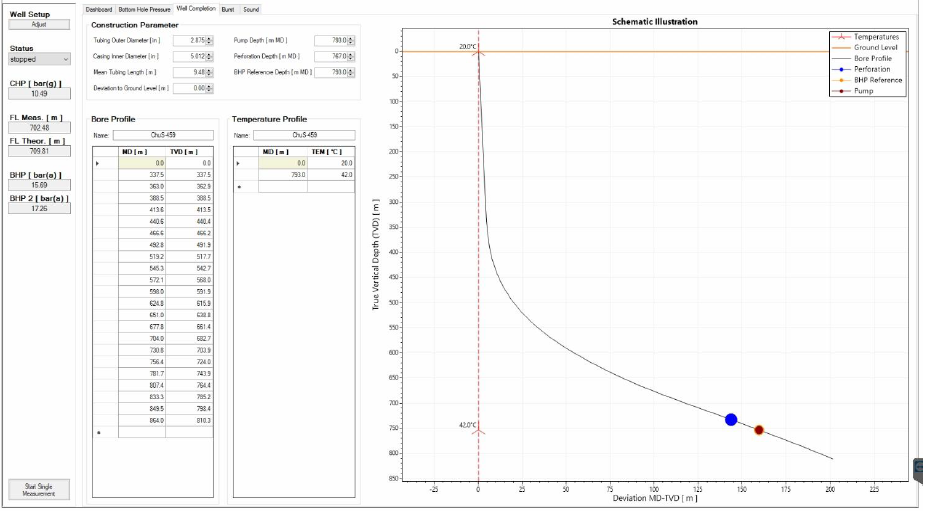 Dashboard Bottom Hole Pressure Well Completion Burst Sound
Well Setup
Adjust
Status
stopped
CHP [ bar(g) ]
10.49
FL Meas. [ m ]
702.48
FL Theor. [ m ]
709.81
BHP [ bar(a) ]
15.69
BHP 2 [ bar(a) ]
17.26
Start Single
Measurement
Construction Parameter
Tubing Outer Diameter [in ] 2.875 Pump Depth [ m MD ] 793.0
Casing Inner Diameter [in ] 5.012 Perforation Depth [ m MD ] 767.0
Mean Tubing Length [ m ] 9.48 BHP Reference Depth [ m MD ] 793.0
Deviation to Ground Level [ m ] 0.00
Bore Profile
Name: ChuS-459
MD [ m ] TVD [ m ]
0.0 0.0
337.5 337.5
363.0 362.9
388.5 388.5
413.6 413.5
440.6 440.4
466.6 466.2
492.8 491.9
519.2 517.7
545.3 542.7
572.1 568.0
598.0 591.9
624.8 615.9
651.0 638.8
677.8 661.4
704.0 682.7
730.8 703.9
756.4 724.0
781.7 743.9
807.4 764.4
833.3 785.2
849.5 798.4
864.0 810.3
Temperature Profile
Name: ChuS-459
MD [ m ] TEM [ °C ]
0.0 20.0
793.0 42.0
Schematic Illustration
20.0°C
42.0°C
Temperatures
Ground Level
Bore Profile
Perforation
BHP Reference
Pump
True Vertical Depth (TVD) [ m ]
0
50
100
150
200
250
300
350
400
450
500
550
600
650
700
750
800
850
-25 0 25 50 75 100 125 150 175 200 225
Deviation MD-TVD [ m ]